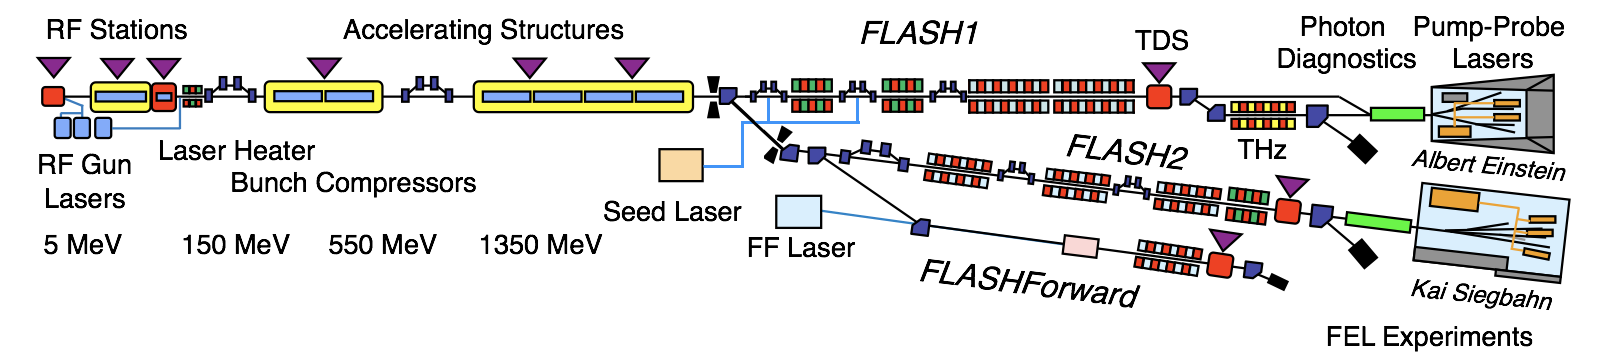 RF Stations
Accelerating Structures
FLASH1
TDS
Photon
Diagnostics
Pump-Probe
Lasers
RF Gun
Lasers
Laser Heater
Bunch Compressors
Seed Laser
FLASH2
THz
Albert Einstein
5 MeV
150 MeV
550 MeV
1350 MeV
FF Laser
FLASHForward
Kai Siegbahn
FEL Experiments